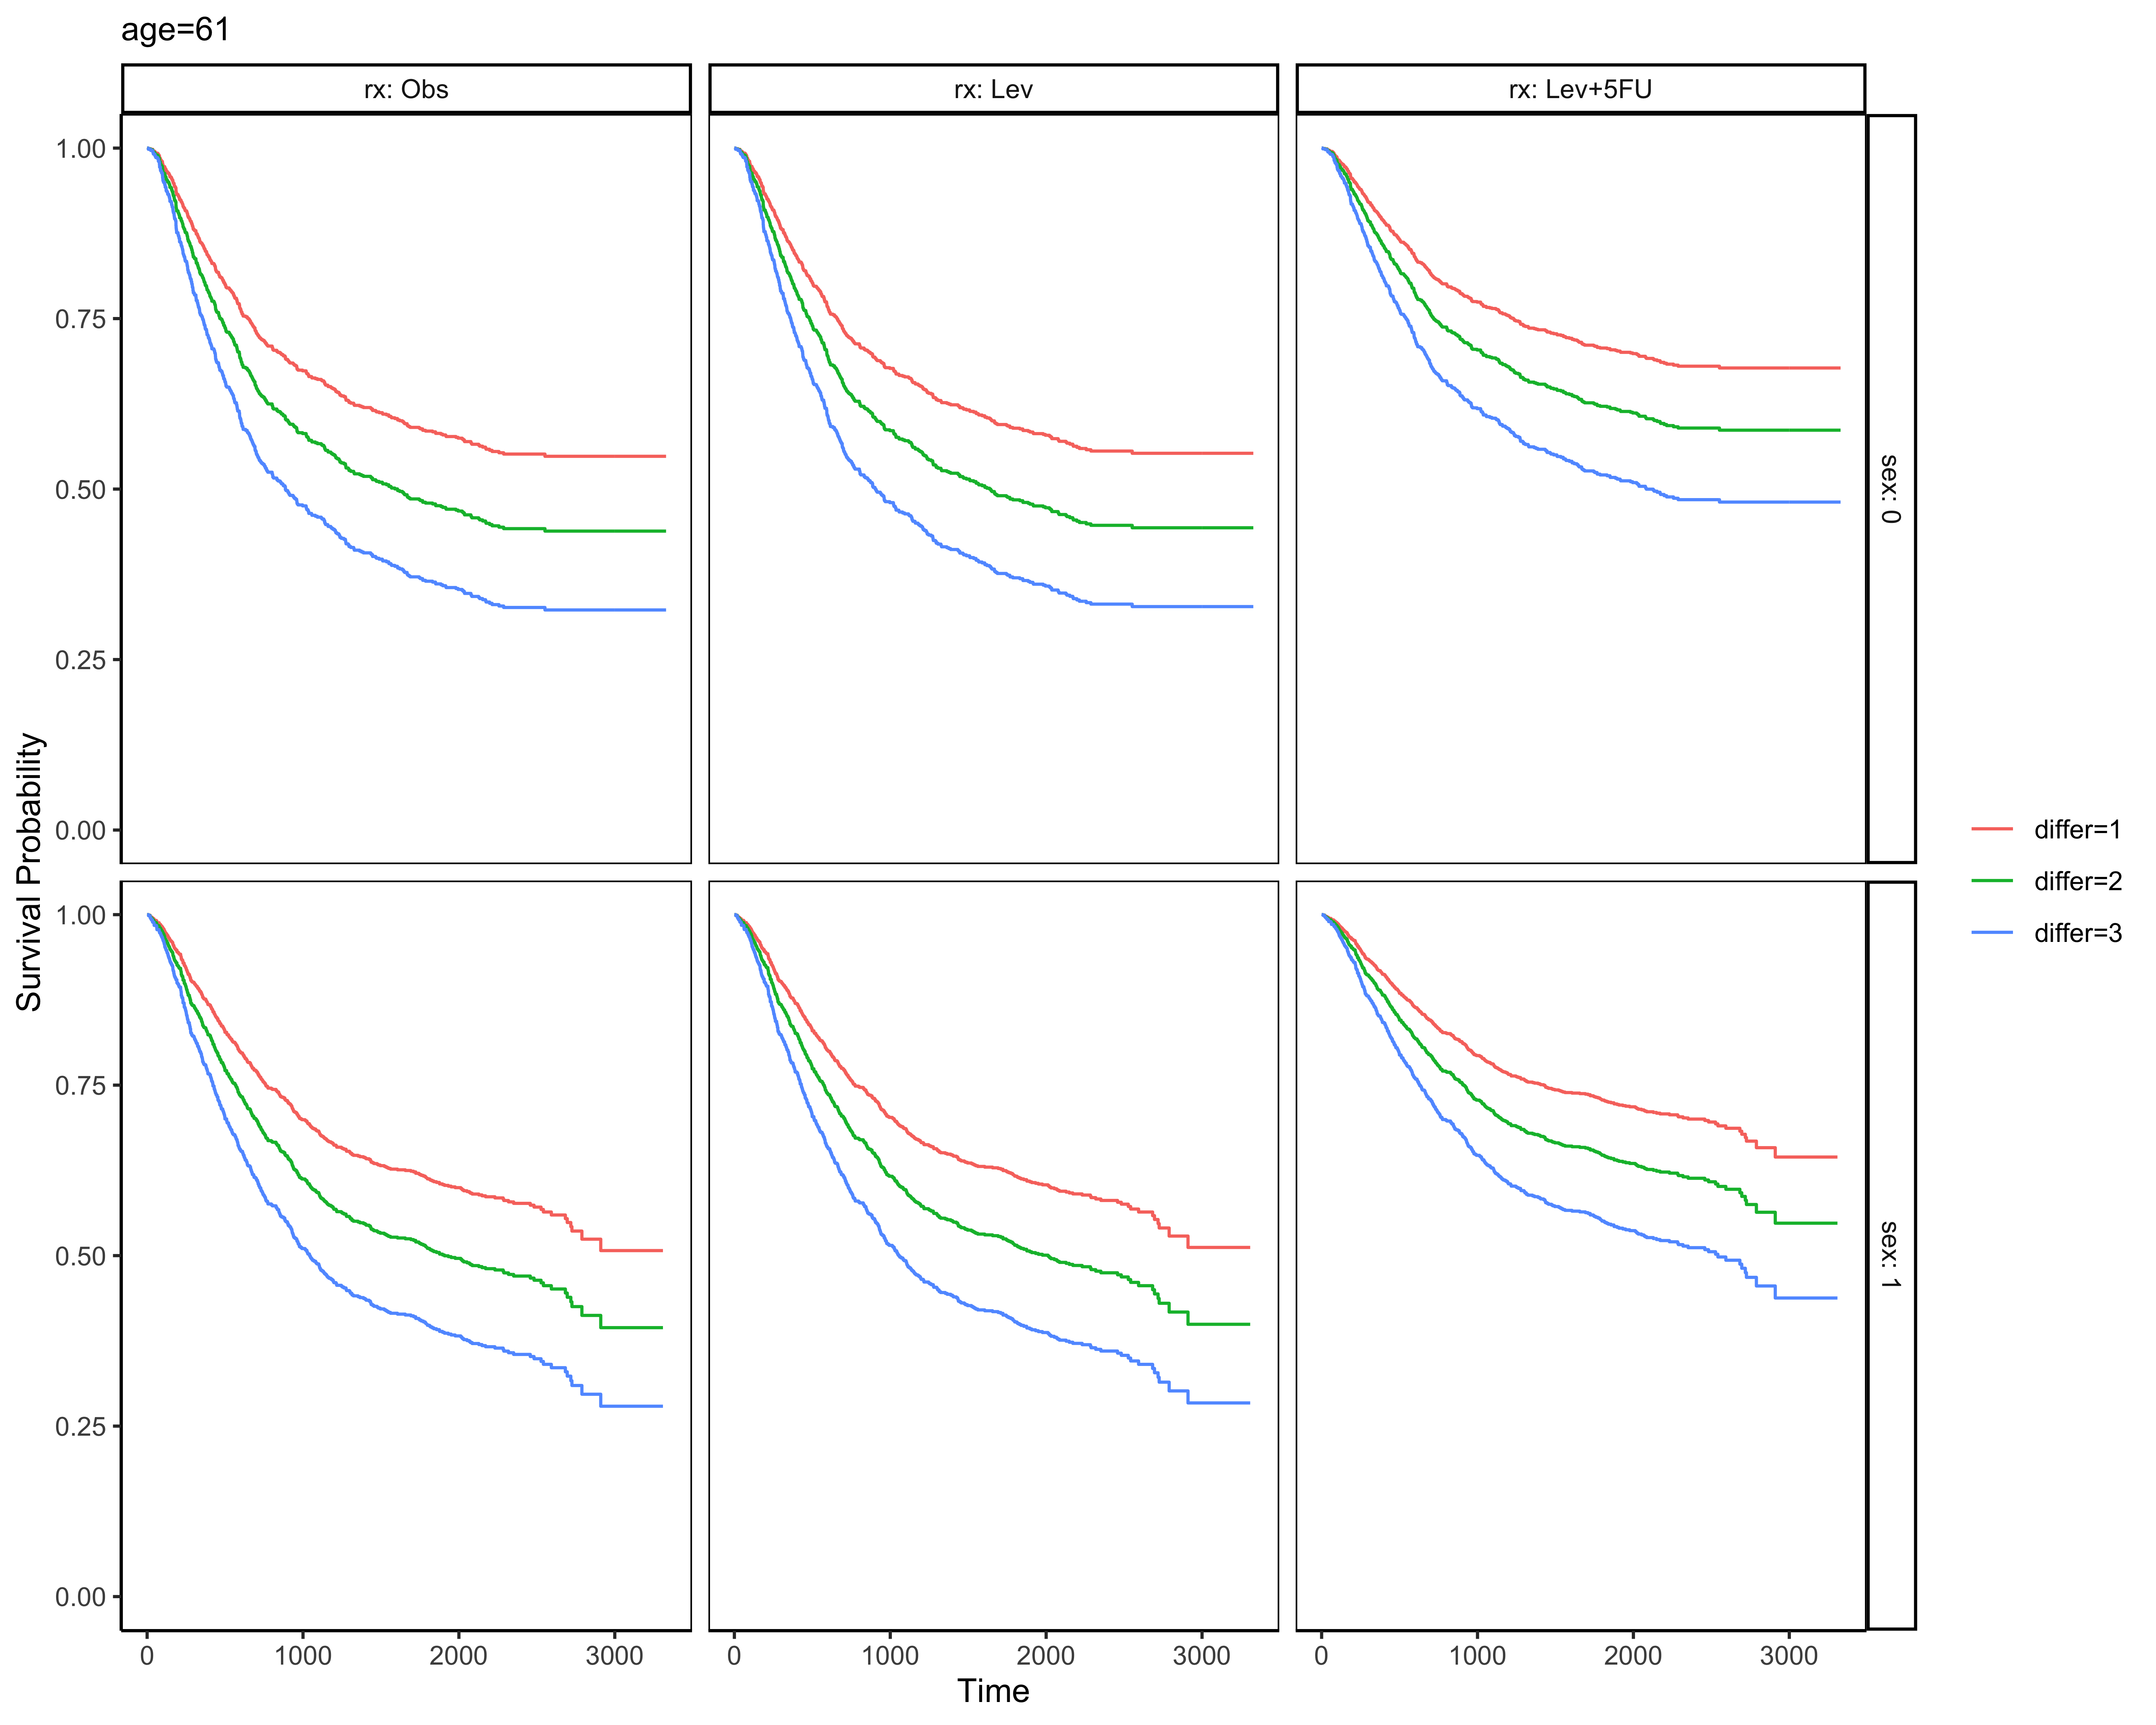 age=61
rx: Obs
rx: Lev
rx: Lev+5FU
1.00
0.75
0.50
0.25
0.00
sex: 0
1.00
0.75
0.50
0.25
0.00
sex: 1
Survival Probability
0 1000 2000 3000
0 1000 2000 3000
0 1000 2000 3000
Time
differ=1
differ=2
differ=3